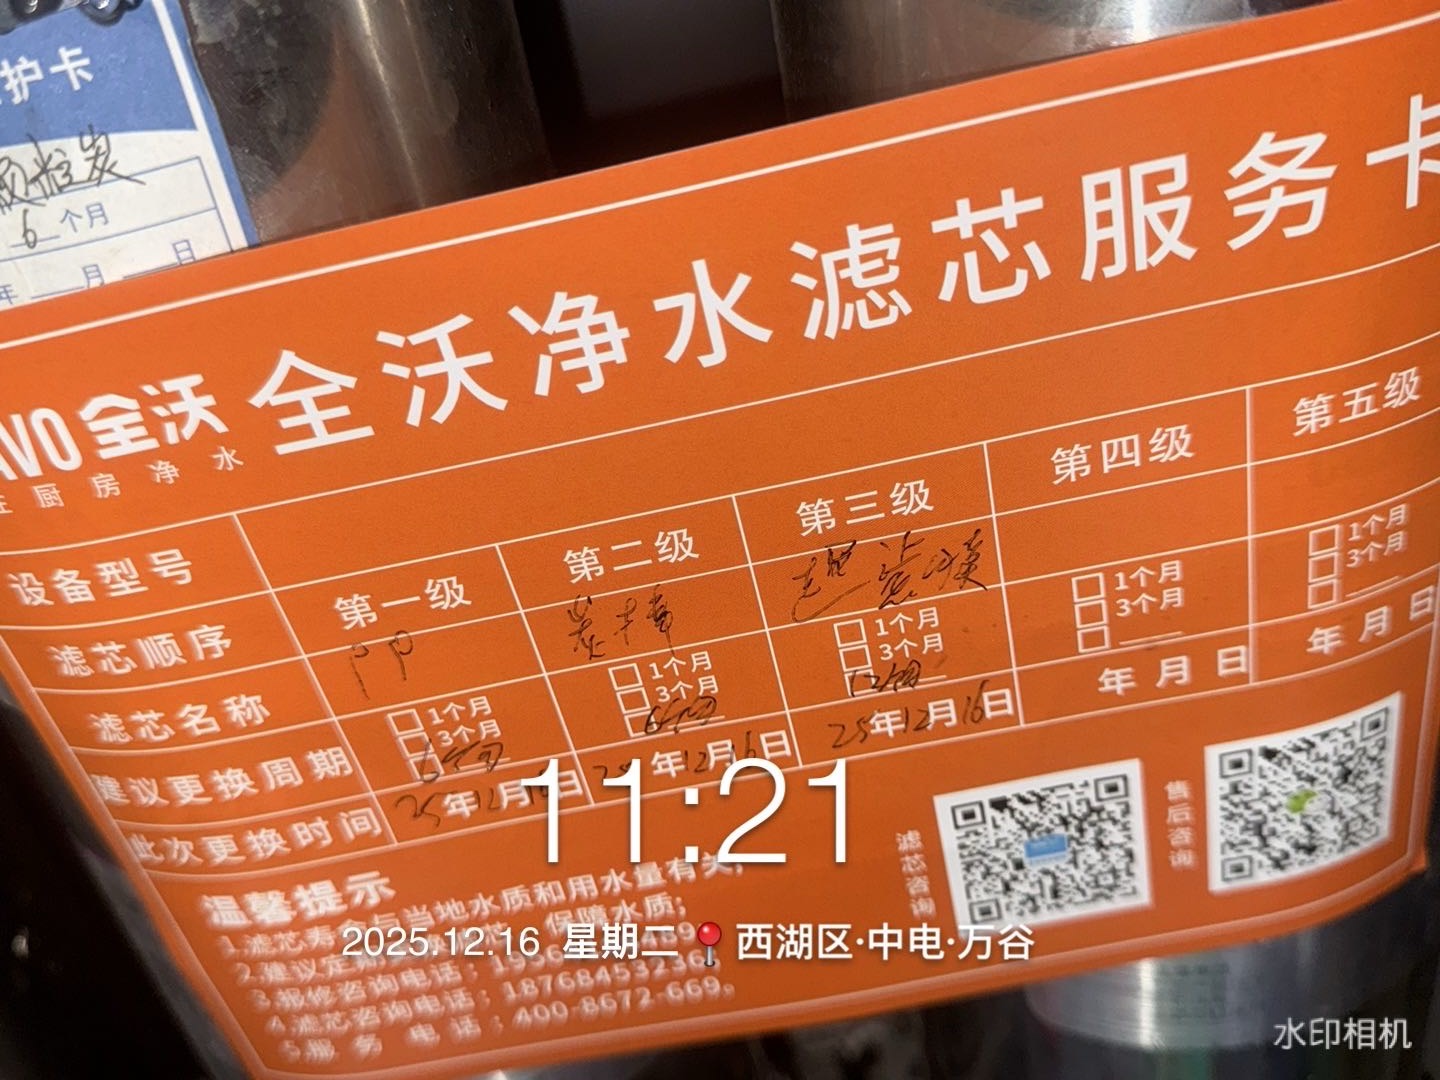 护卡
颗粒炭
6个月
月 日
年
全沃净水滤芯服务卡
AVO 全沃
厨房净水
设备型号
滤芯顺序 第一级 第二级 第三级 第四级 第五级
滤芯名称 PP 炭棒 超滤膜
建议更换周期
1个月 1个月 1个月 1个月 1个月
3个月 3个月 3个月 3个月 3个月
6个月 6个月 12个月
此次更换时间 25年12月16日 25年12月16日 25年12月16日 年 月 日 年 月 日
温馨提示
1.滤芯寿命与当地水质和用水量有关,
2.建议定期 保障水质;
3.报修咨询电话:
4.滤芯咨询电话:18768453236
5.服务电话:400-8672-669。
滤芯咨询
售后咨询
11:21
2025.12.16 星期二 西湖区·中电·万谷
水印相机